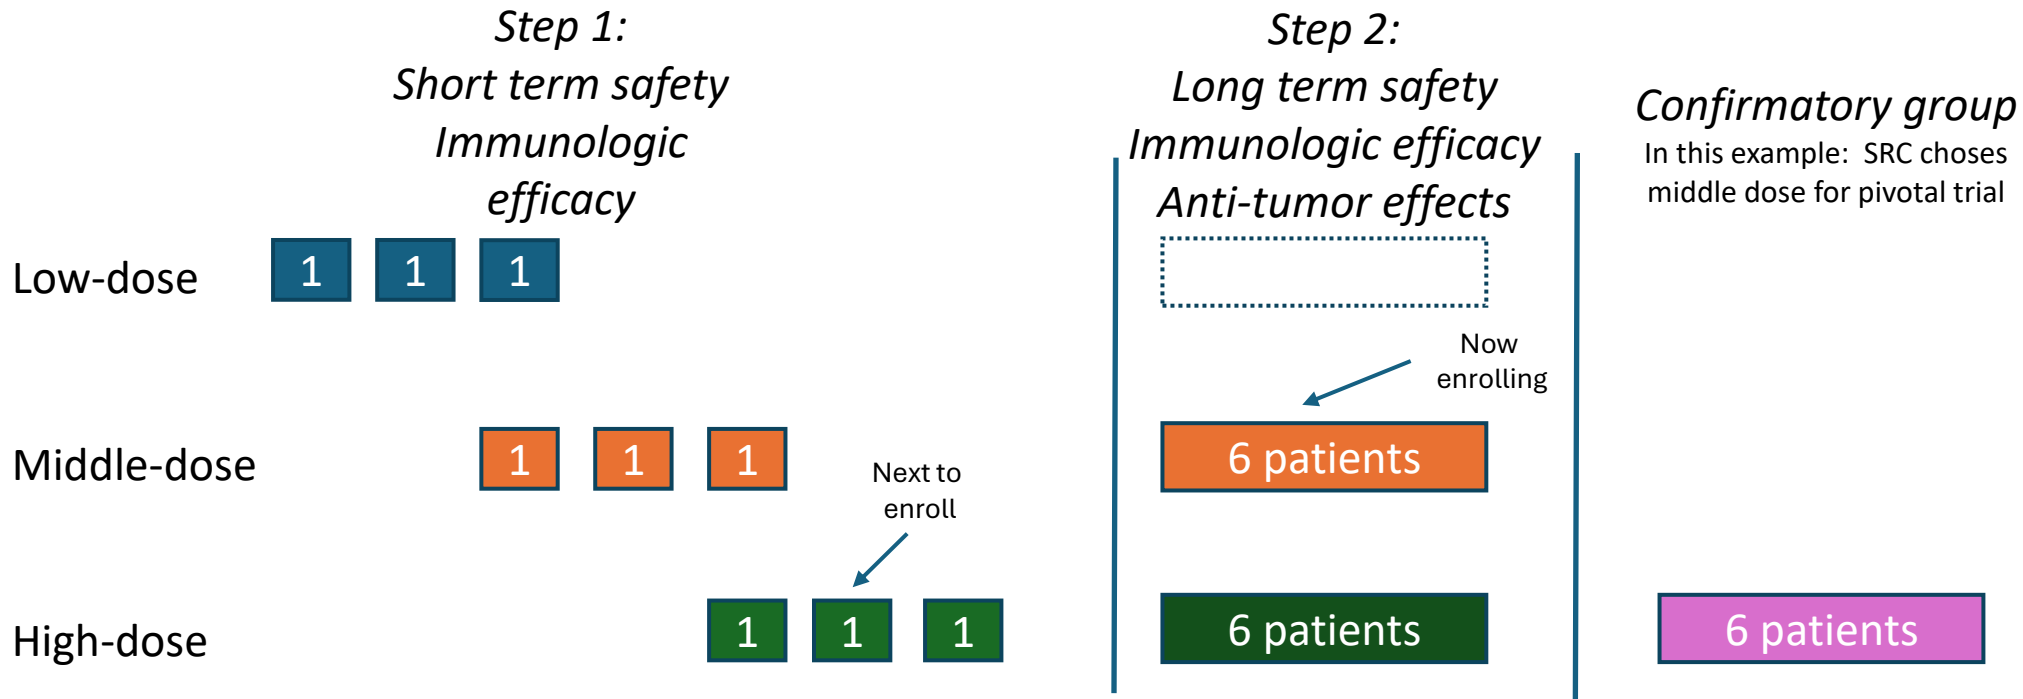 Step 1:
Short term safety
Immunologic
efficacy
Step 2:
Long term safety
Immunologic efficacy
Anti-tumor effects
Confirmatory group
In this example:  SRC choses
middle dose for pivotal trial
Low-dose
1
1
1
Now
enrolling
Middle-dose
1
1
1
6 patients
Next to
enroll
High-dose
1
1
1
6 patients
6 patients